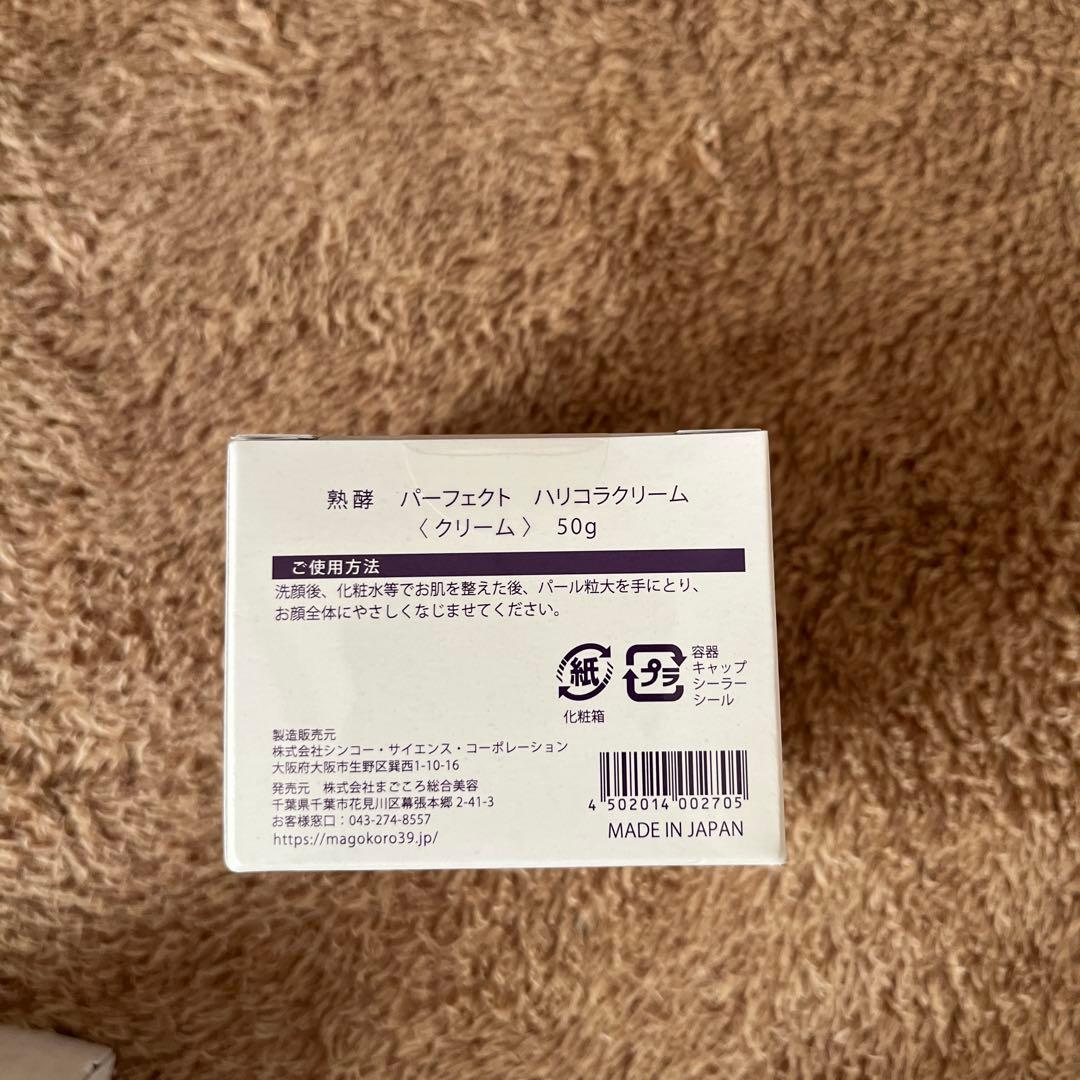 熟酵　パーフェクト　ハリコラクリーム
〈 クリーム 〉　50g
ご使用方法
洗顔後、化粧水等でお肌を整えた後、パール粒大を手にとり、
お顔全体にやさしくなじませてください。
紙
化粧箱
プラ
容器
キャップ
シーラー
シール
製造販売元
株式会社シンコー・サイエンス・コーポレーション
大阪府大阪市生野区巽西1-10-16
発売元　株式会社まごころ総合美容
千葉県千葉市花見川区幕張本郷 2-41-3
お客様窓口：043-274-8557
https://magokoro39.jp/
4 502014 002705
MADE IN JAPAN